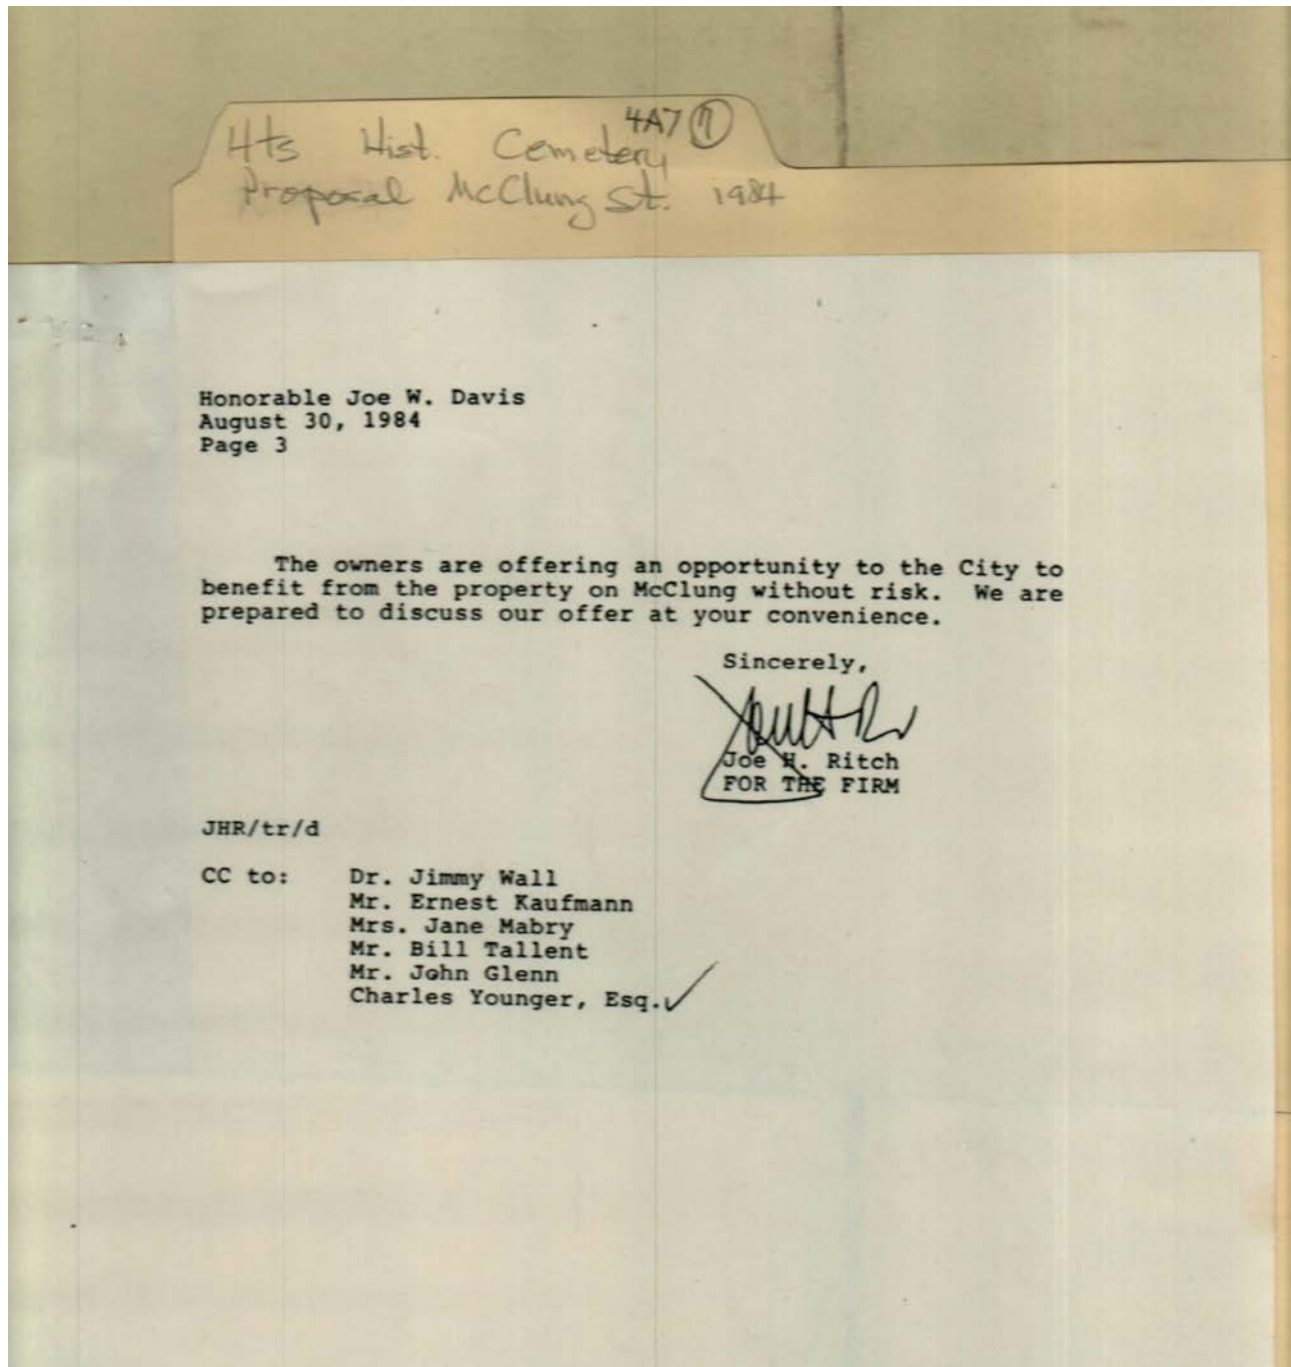 4A7 7
Hts Hist. Cemetery
Proposal McClung St. 1984
Honorable Joe W. Davis
August 30, 1984
Page 3
The owners are offering an opportunity to the City to
benefit from the property on McClung without risk. We are
prepared to discuss our offer at your convenience.
Sincerely,
Joe H. Ritch
FOR THE FIRM
JHR/tr/d
CC to: Dr. Jimmy Wall
Mr. Ernest Kaufmann
Mrs. Jane Mabry
Mr. Bill Tallent
Mr. John Glenn
Charles Younger, Esq.